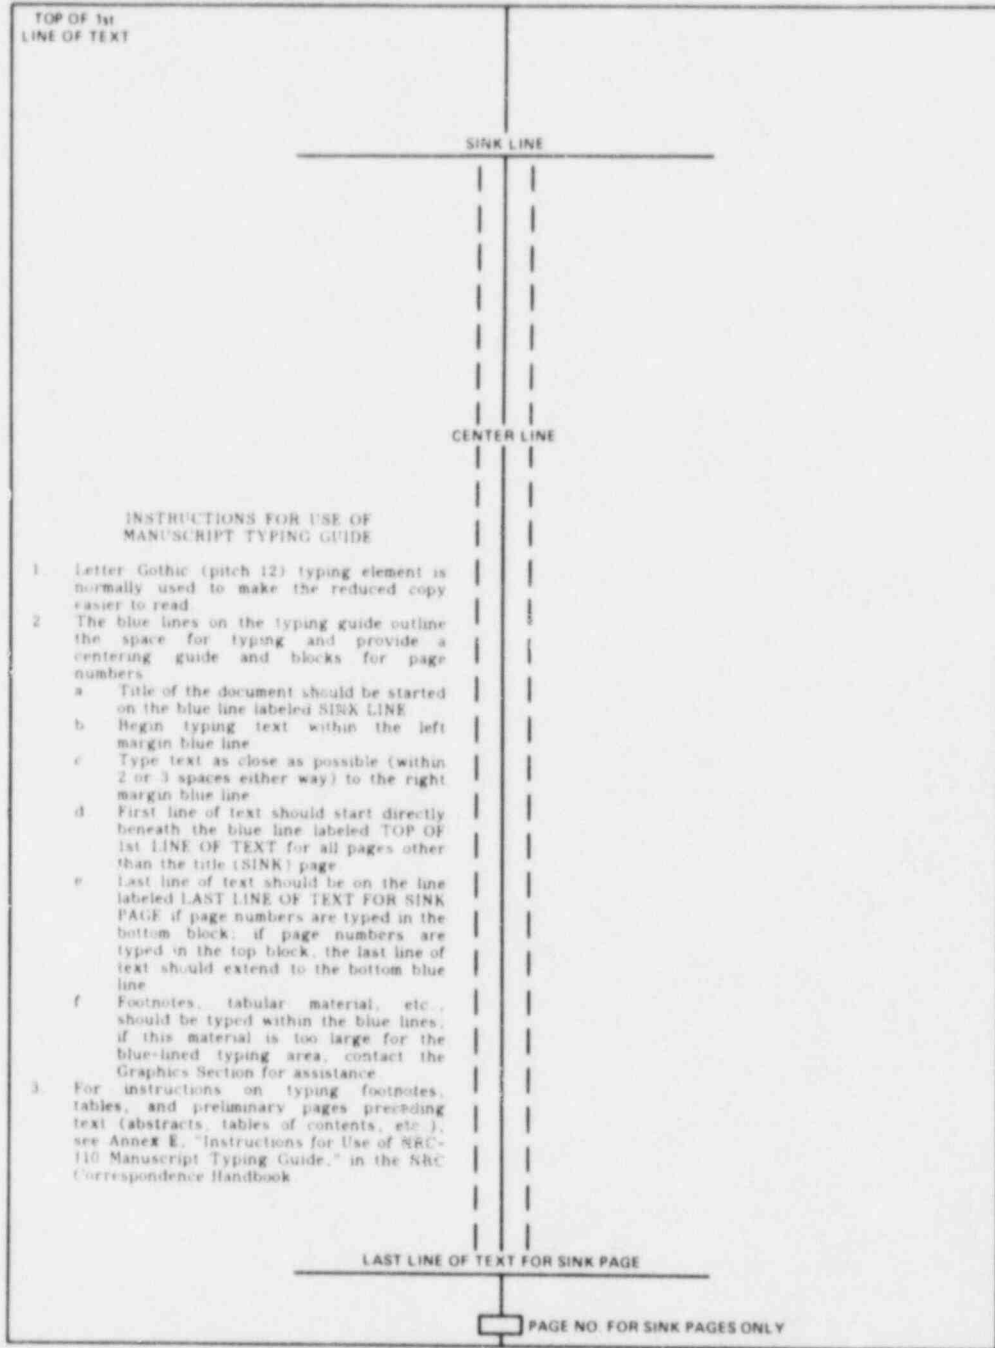 TOP OF 1st
LINE OF TEXT
SINK LINE
CENTER LINE
INSTRUCTIONS FOR USE OF
MANUSCRIPT TYPING GUIDE
1. Letter Gothic (pitch 12) typing element is
normally used to make the reduced copy
easier to read
2 The blue lines on the typing guide outline
the space for typing and provide a
centering guide and blocks for page
numbers
a Title of the document should be started
on the blue line labeled SINK LINE
b Begin typing text within the left
margin blue line
c Type text as close as possible (within
2 or 3 spaces either way) to the right
margin blue line
d First line of text should start directly
beneath the blue line labeled TOP OF
1st LINE OF TEXT for all pages other
than the title (SINK) page
e Last line of text should be on the line
labeled LAST LINE OF TEXT FOR SINK
PAGE if page numbers are typed in the
bottom block; if page numbers are
typed in the top block, the last line of
text should extend to the bottom blue
line
f Footnotes, tabular material, etc.,
should be typed within the blue lines;
if this material is too large for the
blue-lined typing area, contact the
Graphics Section for assistance
3. For instructions on typing footnotes,
tables, and preliminary pages preceding
text (abstracts, tables of contents, etc.),
see Annex E, "Instructions for Use of NRC-
110 Manuscript Typing Guide," in the NRC
Correspondence Handbook
LAST LINE OF TEXT FOR SINK PAGE
PAGE NO. FOR SINK PAGES ONLY